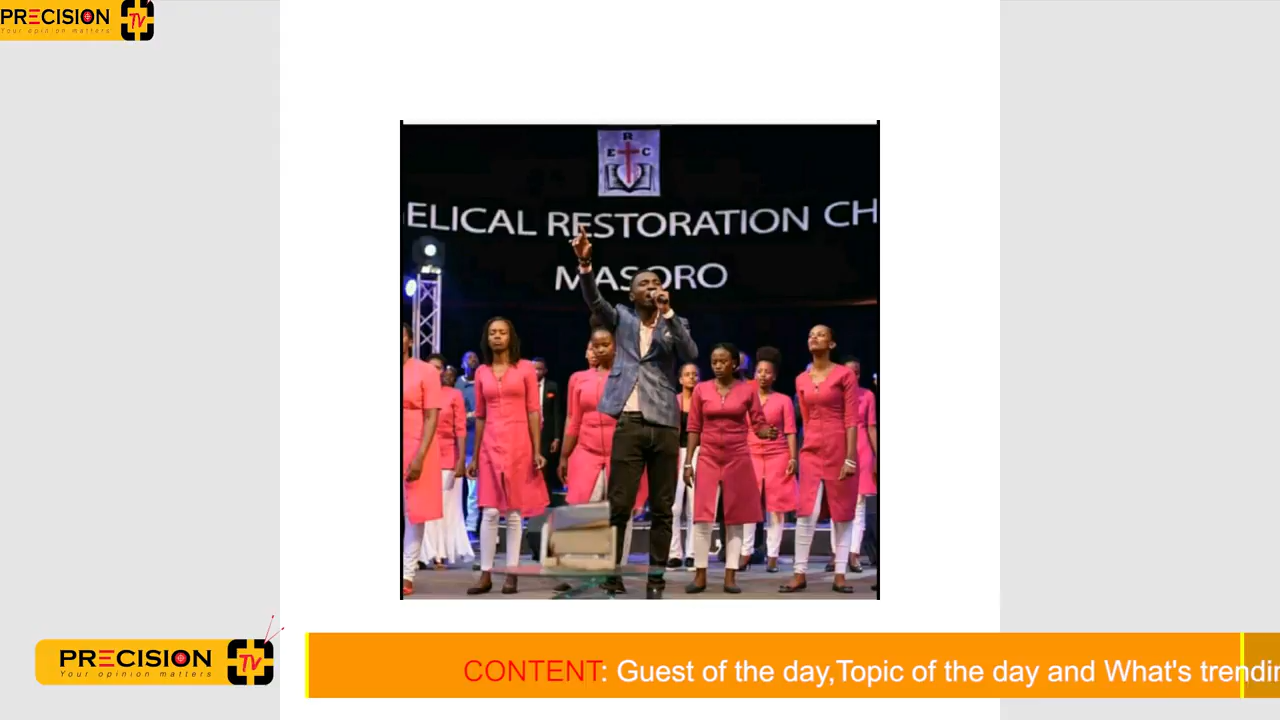 PRECISION TV
Your opinion matters
R
E C
ELICAL RESTORATION CH
MASORO
PRECISION TV
Your opinion matters
CONTENT: Guest of the day,Topic of the day and What's trendin